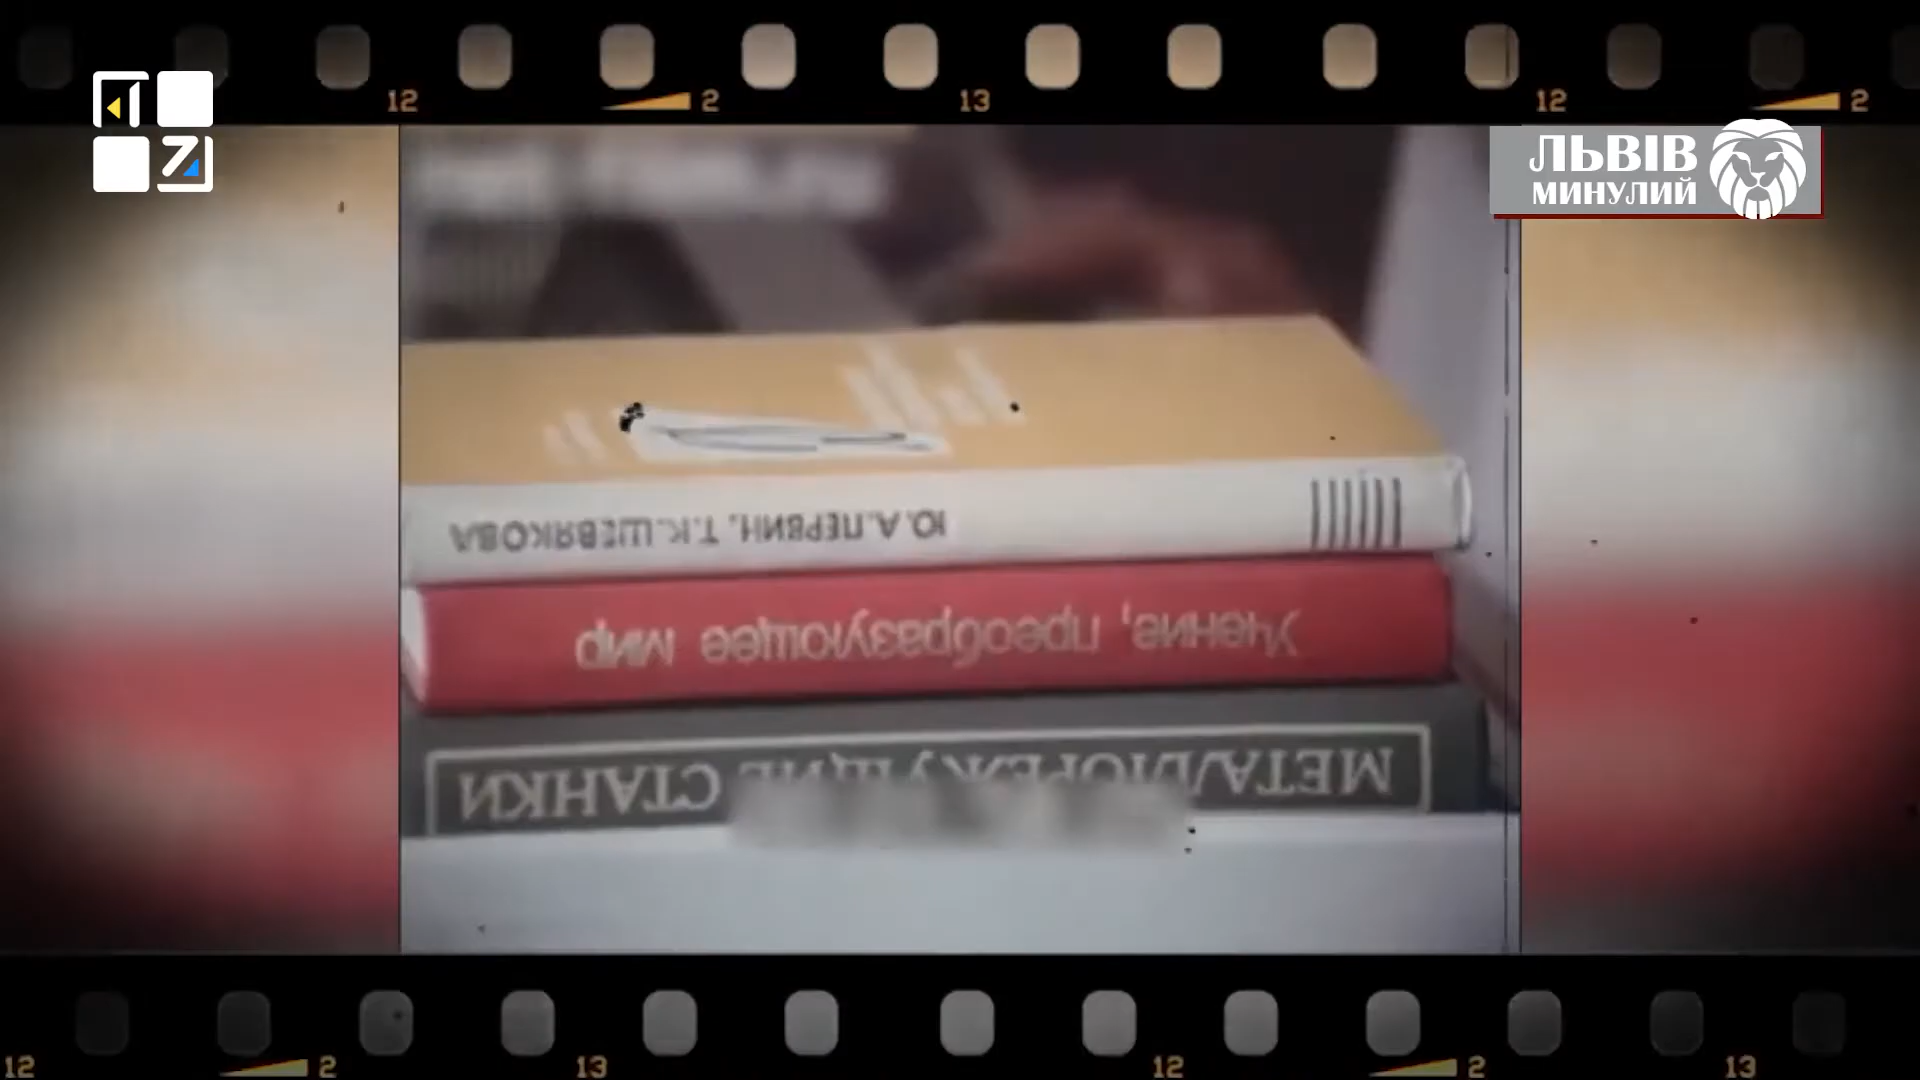 12 2 13 12 2
ЛЬВІВ
МИНУЛИЙ
Ю.А.ПЕРВИН, Т.К.ШЕВЯКОВА
Учение, преобразующее мир
МЕТАЛЛОРЕЖУЩИЕ СТАНКИ
12 2 13 12 2 13